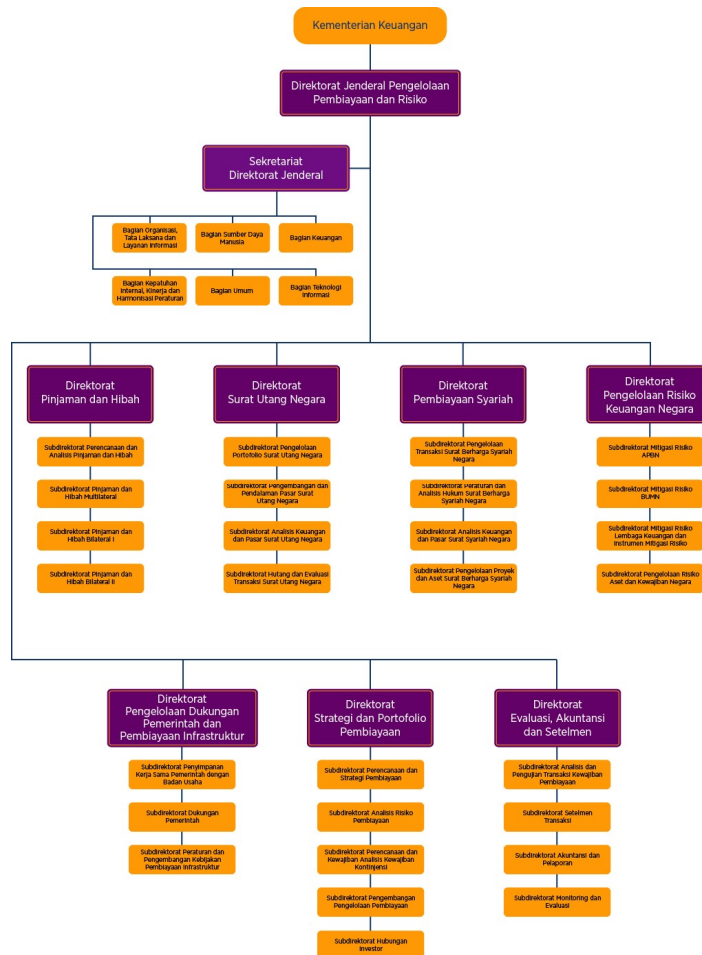 Kementerian Keuangan
Direktorat Jenderal Pengelolaan
Pembiayaan dan Risiko
Sekretariat
Direktorat Jenderal
Bagian Organisasi,
Tata Laksana dan
Layanan Informasi
Bagian Sumber Daya
Manusia
Bagian Keuangan
Bagian Kepatuhan
Internal, Kinerja dan
Harmonisasi Peraturan
Bagian Umum
Bagian Teknologi
Informasi
Direktorat
Pinjaman dan Hibah
Subdirektorat Perencanaan dan
Analisis Pinjaman dan Hibah
Subdirektorat Pinjaman dan
Hibah Multilateral
Subdirektorat Pinjaman dan
Hibah Bilateral I
Subdirektorat Pinjaman dan
Hibah Bilateral II
Direktorat
Surat Utang Negara
Subdirektorat Pengelolaan
Portofolio Surat Utang Negara
Subdirektorat Pengembangan dan
Pendalaman Pasar Surat
Utang Negara
Subdirektorat Analisis Keuangan
dan Pasar Surat Utang Negara
Subdirektorat Hutang dan Evaluasi
Transaksi Surat Utang Negara
Direktorat
Pembiayaan Syariah
Subdirektorat Pengelolaan
Transaksi Surat Berharga Syariah
Negara
Subdirektorat Peraturan dan
Analisis Hukum Surat Berharga
Syariah Negara
Subdirektorat Analisis Keuangan
dan Pasar Surat Syariah Negara
Subdirektorat Pengelolaan Proyek
dan Aset Surat Berharga Syariah
Negara
Direktorat
Pengelolaan Risiko
Keuangan Negara
Subdirektorat Mitigasi Risiko
APBN
Subdirektorat Mitigasi Risiko
BUMN
Subdirektorat Mitigasi Risiko
Lembaga Keuangan dan
Instrumen Mitigasi Risiko
Subdirektorat Pengelolaan Risiko
Aset dan Kewajiban Negara
Direktorat
Pengelolaan Dukungan
Pemerintah dan
Pembiayaan Infrastruktur
Subdirektorat Penyimpanan
Kerja Sama Pemerintah dengan
Badan Usaha
Subdirektorat Dukungan
Pemerintah
Subdirektorat Peraturan dan
Pengembangan Kebijakan
Pembiayaan Infrastruktur
Direktorat
Strategi dan Portofolio
Pembiayaan
Subdirektorat Perencanaan dan
Strategi Pembiayaan
Subdirektorat Analisis Risiko
Pembiayaan
Subdirektorat Perencanaan dan
Kewajiban Analisis Kewajiban
Kontinjensi
Subdirektorat Pengembangan
Pengelolaan Pembiayaan
Subdirektorat Hubungan
Investor
Direktorat
Evaluasi, Akuntansi
dan Setelmen
Subdirektorat Analisis dan
Pengujian Transaksi Kewajiban
Pembiayaan
Subdirektorat Setelmen
Transaksi
Subdirektorat Akuntansi dan
Pelaporan
Subdirektorat Monitoring dan
Evaluasi